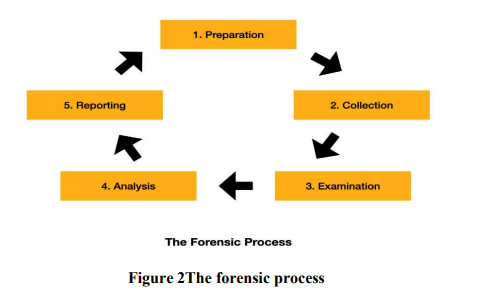 1. Preparation
2. Collection
3. Examination
4. Analysis
5. Reporting
The Forensic Process
Figure 2The forensic process